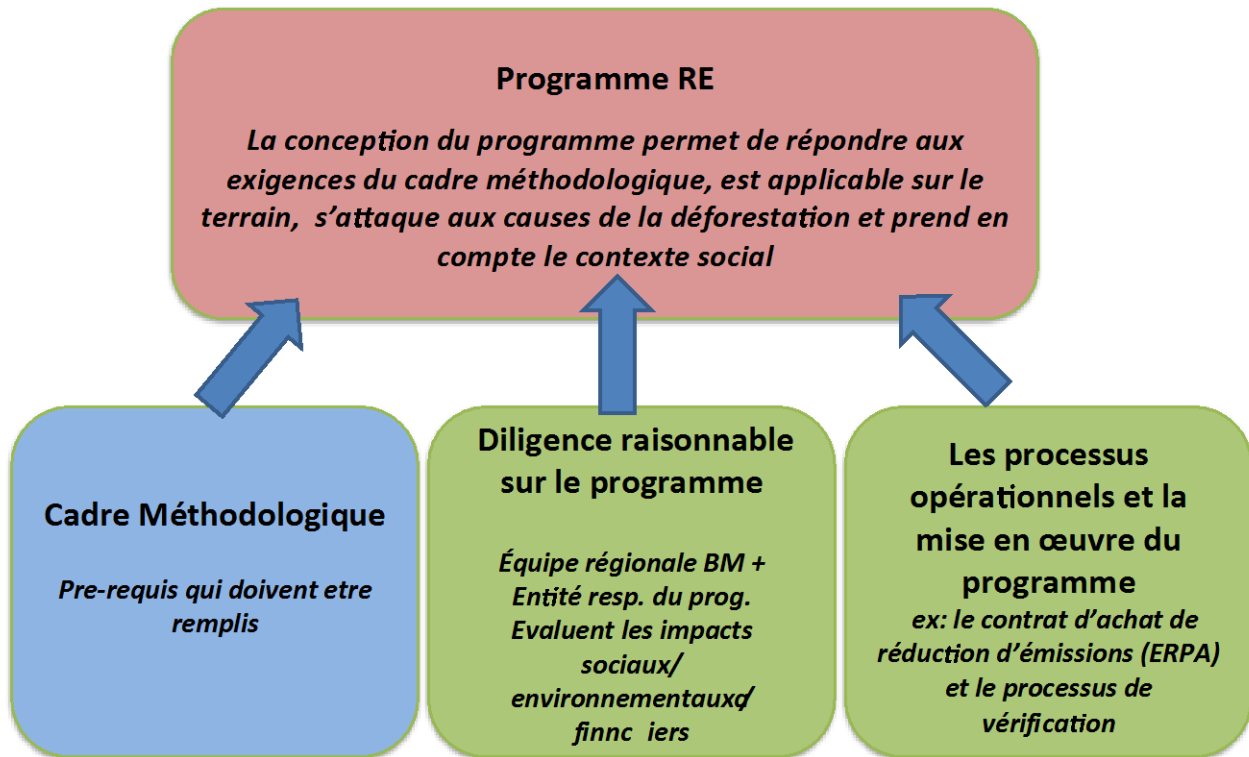 Programme RE
La conception du programme permet de répondre aux
exigences du cadre méthodologique, est applicable sur le
terrain, s’attaque aux causes de la déforestation et prend en
compte le contexte social
Cadre Méthodologique
Pre-requis qui doivent etre
remplis
Diligence raisonnable
sur le programme
Équipe régionale BM +
Entité resp. du prog.
Evaluent les impacts
sociaux/
environnementauxa/
finnc iers
Les processus
opérationnels et la
mise en œuvre du
programme
ex: le contrat d’achat de
réduction d’émissions (ERPA)
et le processus de
vérification